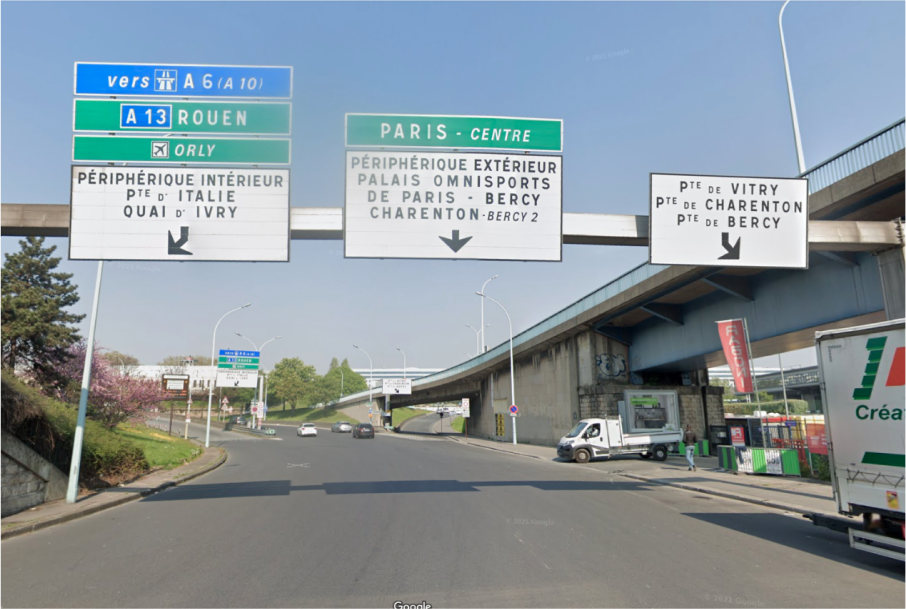 vers A 6 (A 10)
A 13 ROUEN
ORLY
PÉRIPHÉRIQUE INTÉRIEUR
PTE D' ITALIE
QUAI D' IVRY
PARIS - CENTRE
PÉRIPHÉRIQUE EXTÉRIEUR
PALAIS OMNISPORTS
DE PARIS - BERCY
CHARENTON - BERCY 2
PTE DE VITRY
PTE DE CHARENTON
PTE DE BERCY
Créa
Google